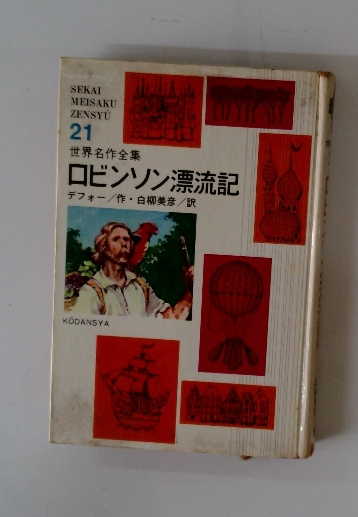 SEKAI
MEISAKU
ZENSYŪ
21
世界名作全集
ロビンソン漂流記
デフォー/作・白柳美彦/訳
KŌDANSYA